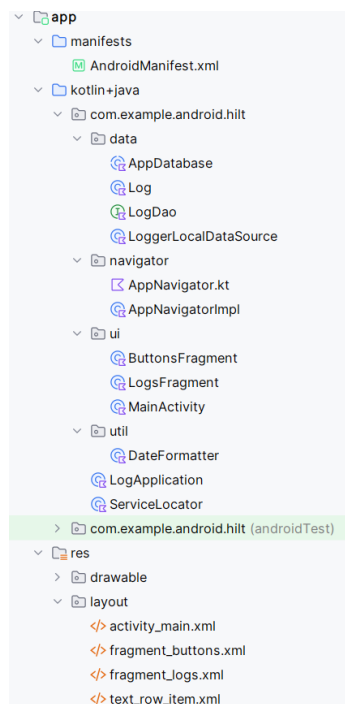 app
manifests
AndroidManifest.xml
kotlin+java
com.example.android.hilt
data
AppDatabase
Log
LogDao
LoggerLocalDataSource
navigator
AppNavigator.kt
AppNavigatorImpl
ui
ButtonsFragment
LogsFragment
MainActivity
util
DateFormatter
LogApplication
ServiceLocator
com.example.android.hilt (androidTest)
res
drawable
layout
activity_main.xml
fragment_buttons.xml
fragment_logs.xml
text_row_item.xml